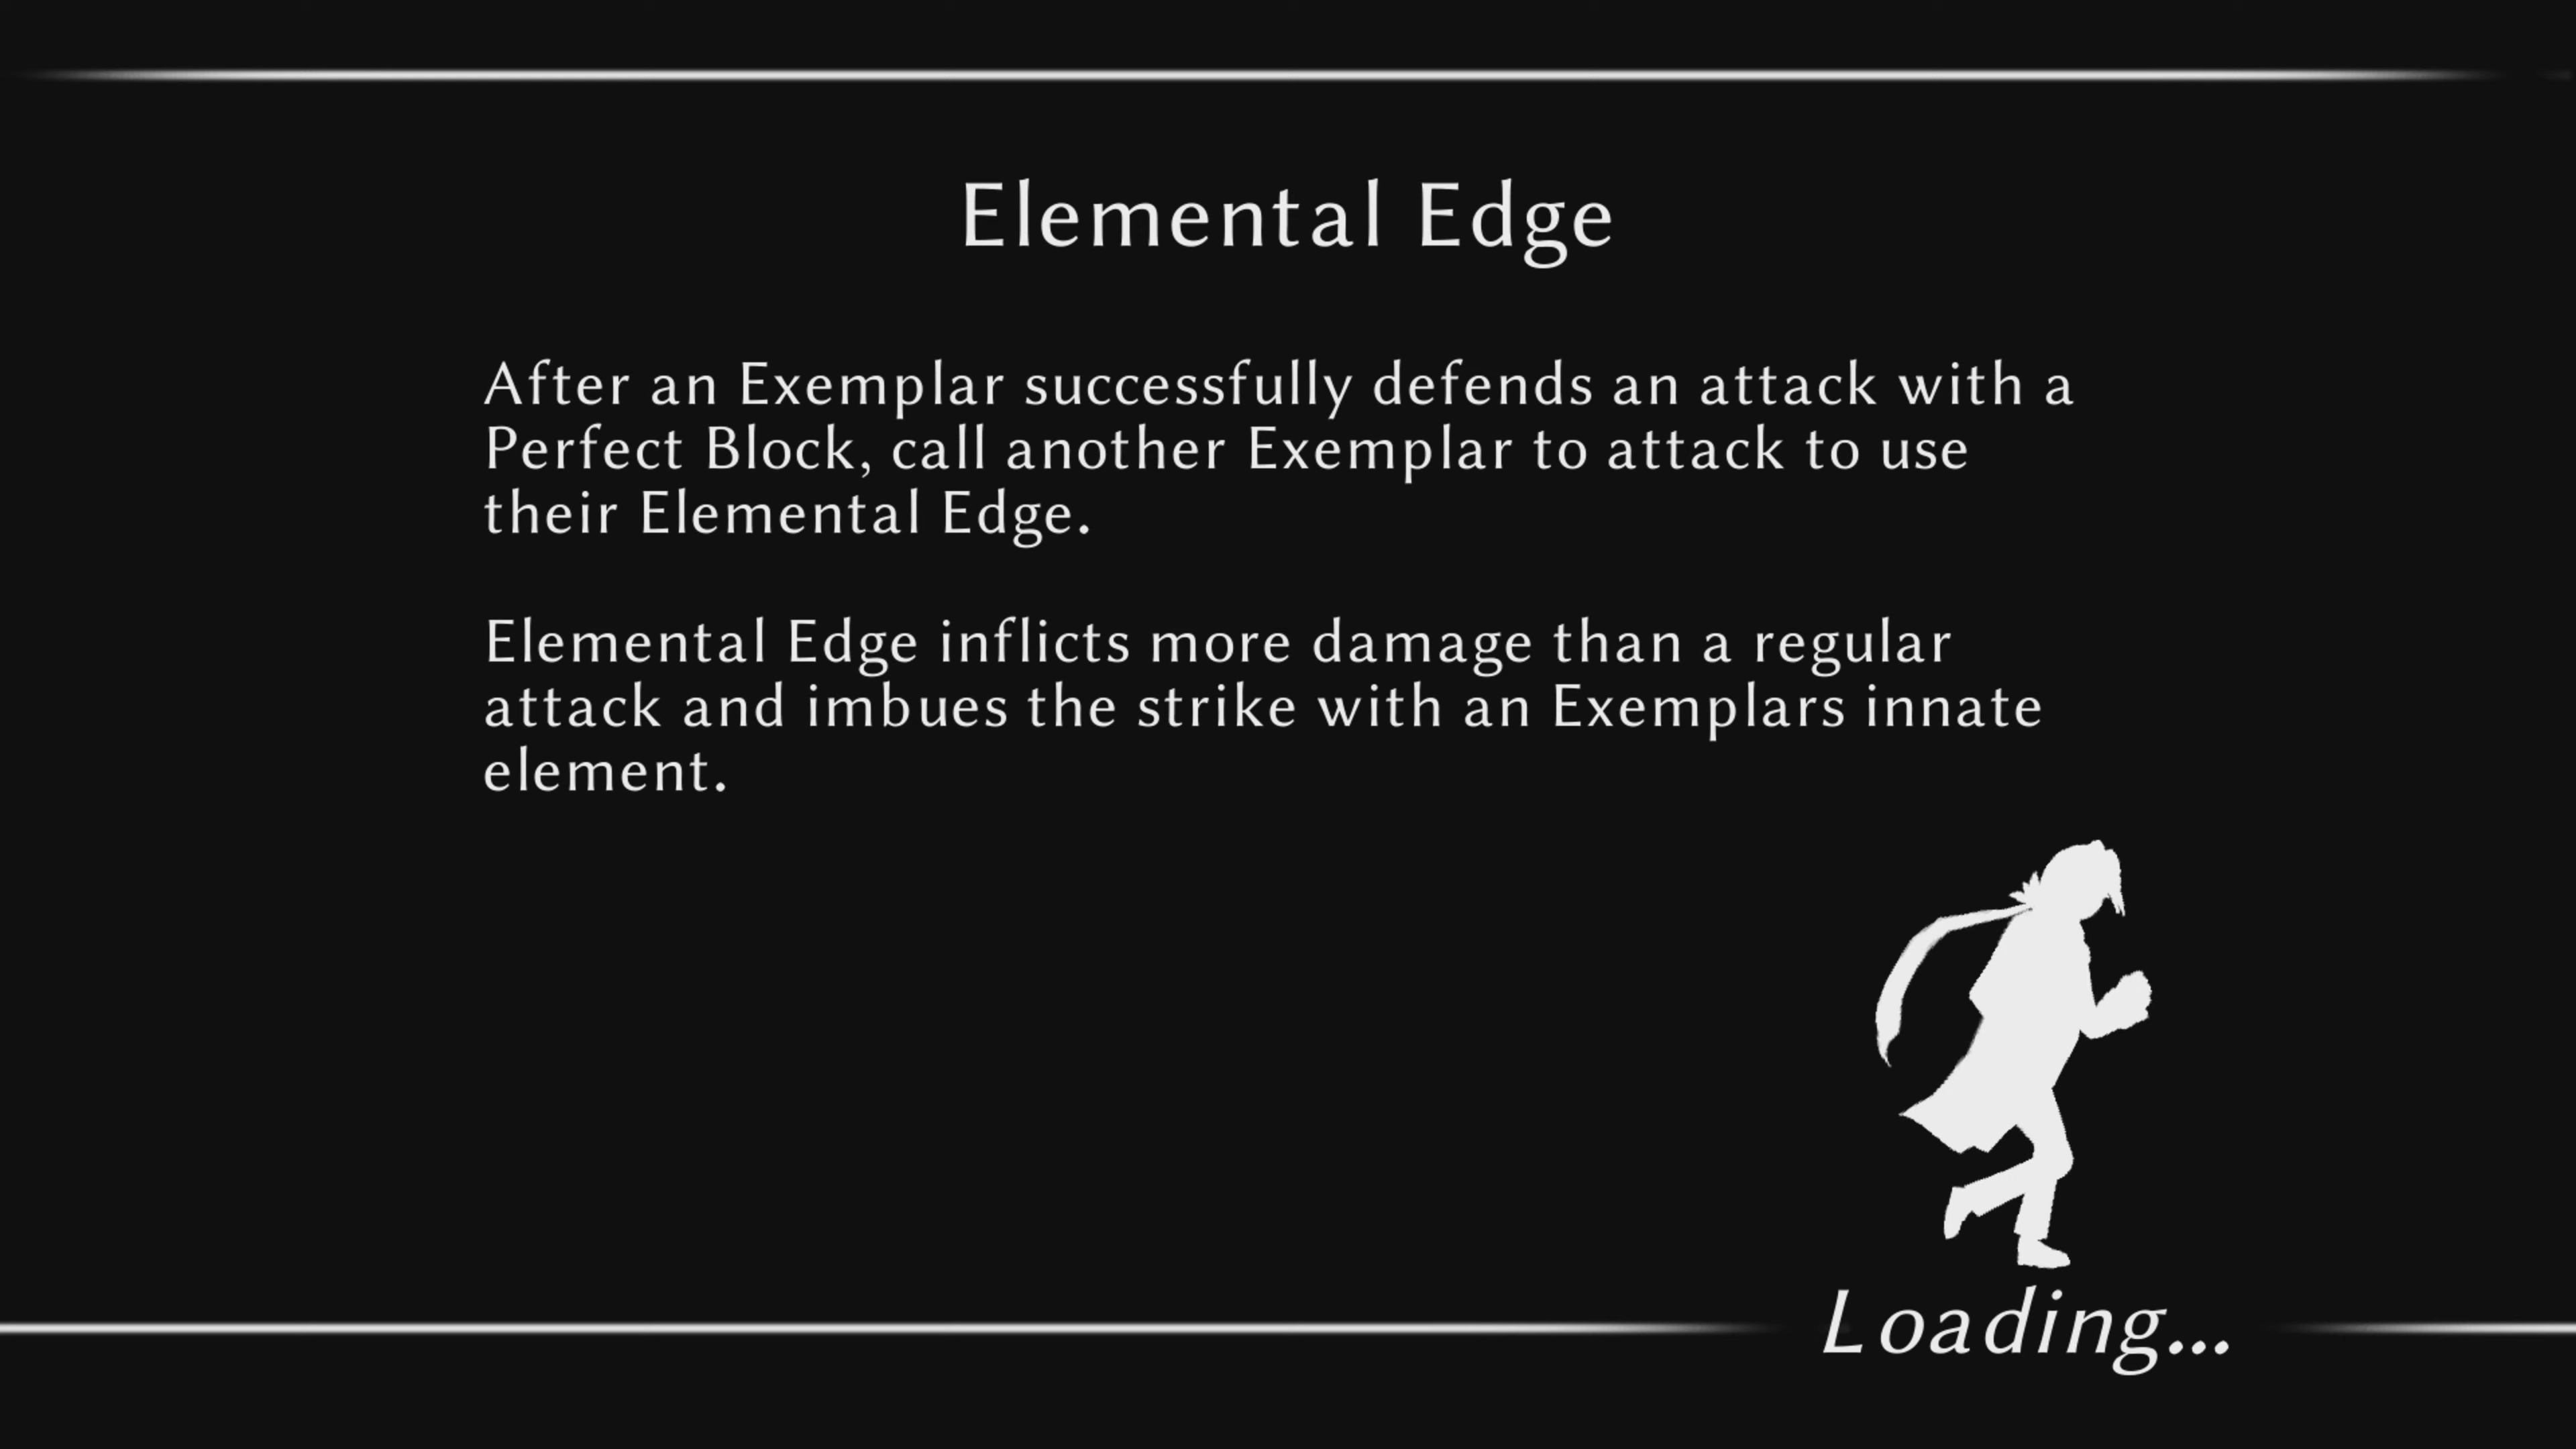 Elemental Edge
After an Exemplar successfully defends an attack with a
Perfect Block, call another Exemplar to attack to use
their Elemental Edge.
Elemental Edge inflicts more damage than a regular
attack and imbues the strike with an Exemplars innate
element.
Loading...